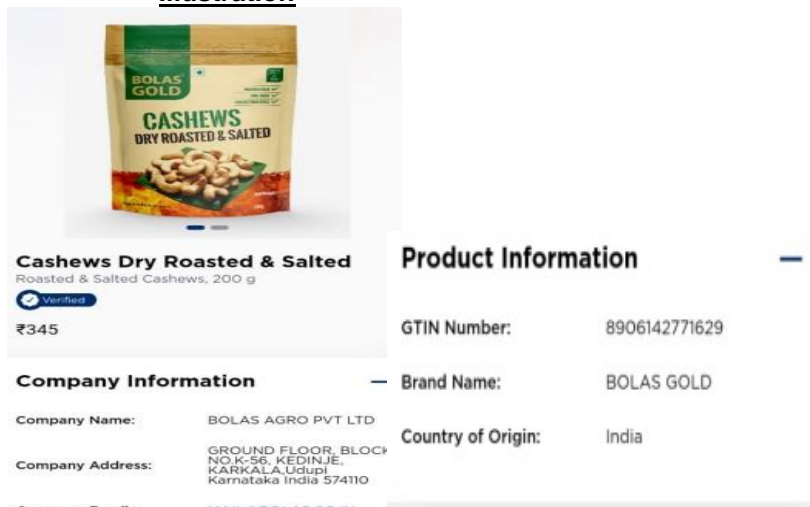 BOLAS
GOLD
CASHEWS
DRY ROASTED & SALTED
Cashews Dry Roasted & Salted
Roasted & Salted Cashews, 200 g
Verified
₹345
Company Information
Company Name: BOLAS AGRO PVT LTD
Company Address: GROUND FLOOR, BLOCK
NO.K-56, KEDINJE,
KARKALA,Udupi
Karnataka India 574110
Product Information
GTIN Number: 8906142771629
Brand Name: BOLAS GOLD
Country of Origin: India